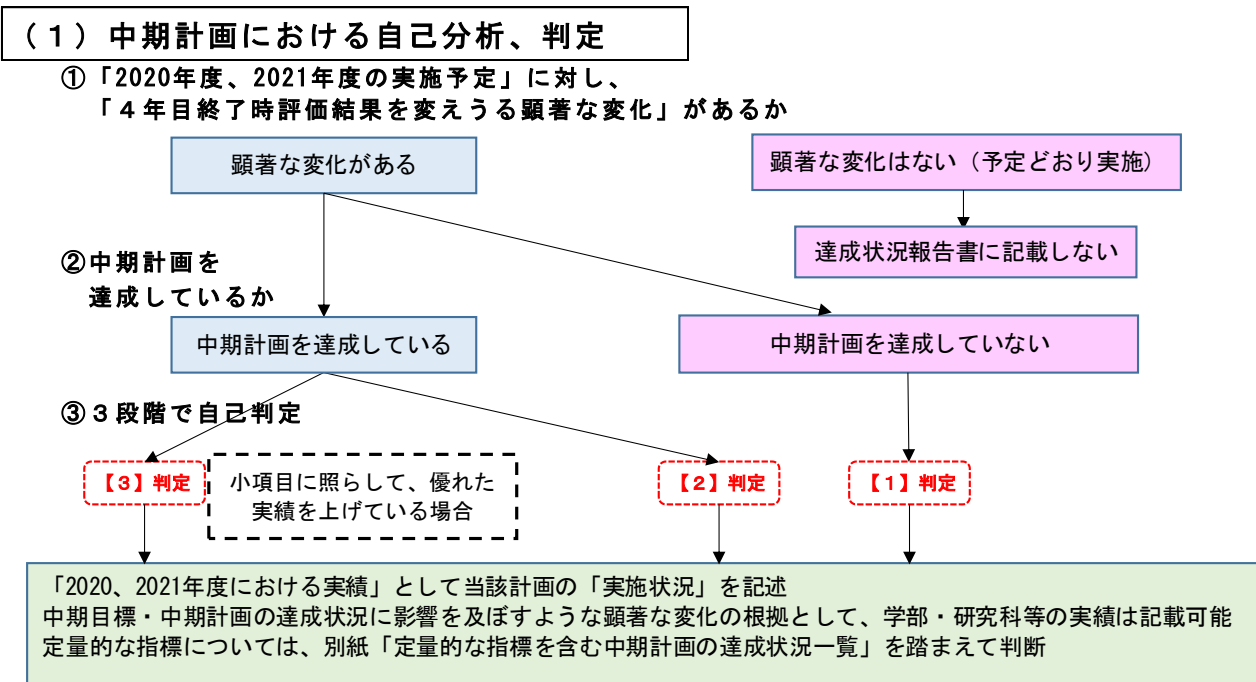 （１）中期計画における自己分析、判定
①「2020年度、2021年度の実施予定」に対し、
「４年目終了時評価結果を変えうる顕著な変化」があるか
顕著な変化がある
顕著な変化はない（予定どおり実施）
達成状況報告書に記載しない
②中期計画を
達成しているか
中期計画を達成している
中期計画を達成していない
③３段階で自己判定
【３】判定
小項目に照らして、優れた
実績を上げている場合
【２】判定
【１】判定
「2020、2021年度における実績」として当該計画の「実施状況」を記述
中期目標・中期計画の達成状況に影響を及ぼすような顕著な変化の根拠として、学部・研究科等の実績は記載可能
定量的な指標については、別紙「定量的な指標を含む中期計画の達成状況一覧」を踏まえて判断